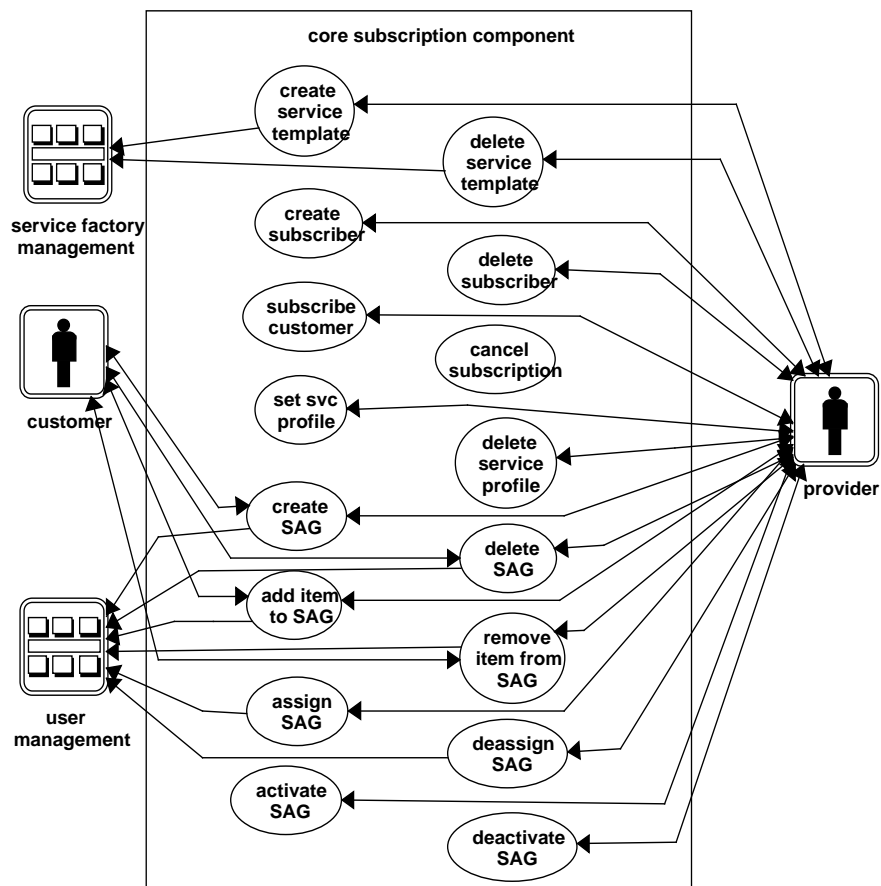 core subscription component
create
service
template
delete
service
template
service factory
management
create
subscriber
delete
subscriber
subscribe
customer
cancel
subscription
customer
set svc
profile
delete
service
profile
provider
create
SAG
delete
SAG
add item
to SAG
remove
item from
SAG
user
management
assign
SAG
deassign
SAG
activate
SAG
deactivate
SAG